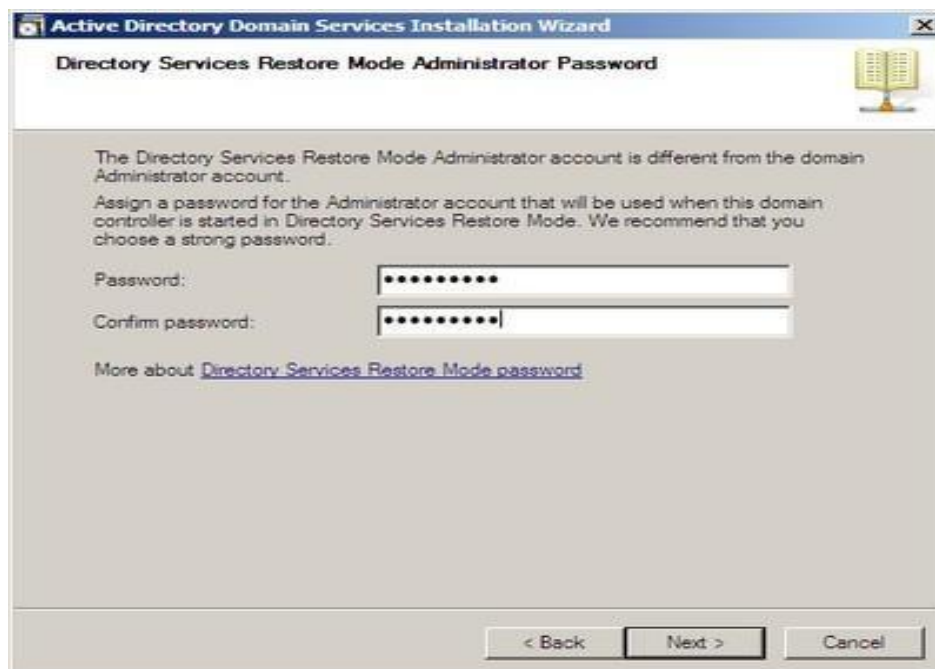 Active Directory Domain Services Installation Wizard
Directory Services Restore Mode Administrator Password
The Directory Services Restore Mode Administrator account is different from the domain
Administrator account.
Assign a password for the Administrator account that will be used when this domain
controller is started in Directory Services Restore Mode. We recommend that you
choose a strong password.
Password: •••••••••
Confirm password: •••••••••
More about Directory Services Restore Mode password
< Back Next > Cancel